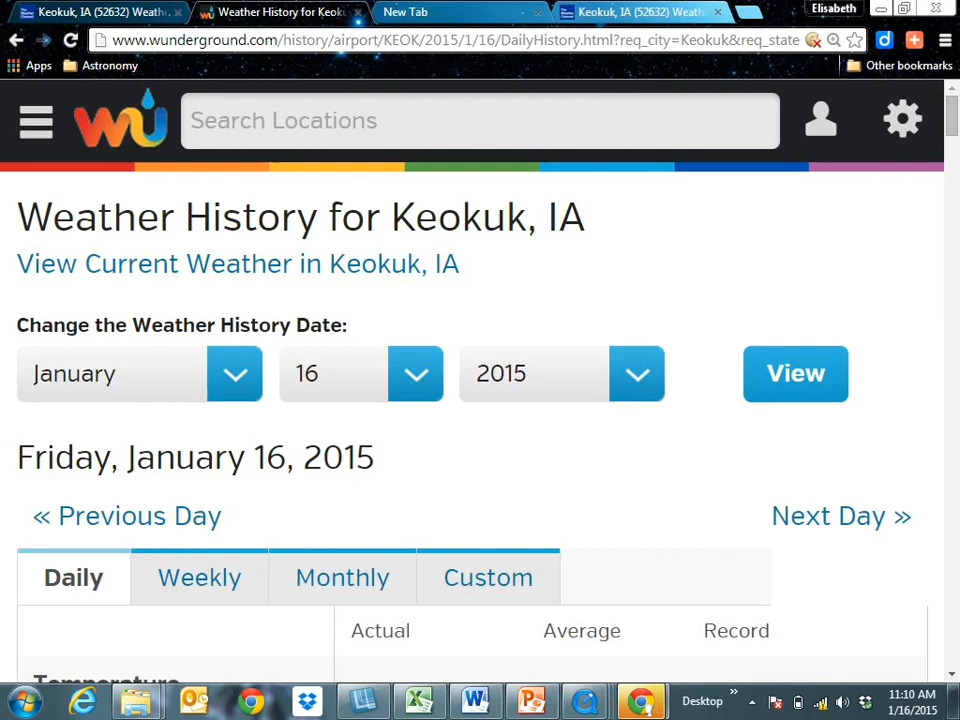 Keokuk, IA (52632) Weathe
Weather History for Keoku
New Tab
Keokuk, IA (52632) Weath
Elisabeth
www.wunderground.com/history/airport/KEOK/2015/1/16/DailyHistory.html?req_city=Keokuk&req_state
Apps
Astronomy
Other bookmarks
wu
Search Locations
Weather History for Keokuk, IA
View Current Weather in Keokuk, IA
Change the Weather History Date:
January
16
2015
View
Friday, January 16, 2015
« Previous Day
Next Day »
Daily
Weekly
Monthly
Custom
Actual
Average
Record
Temperature
Desktop
11:10 AM
1/16/2015